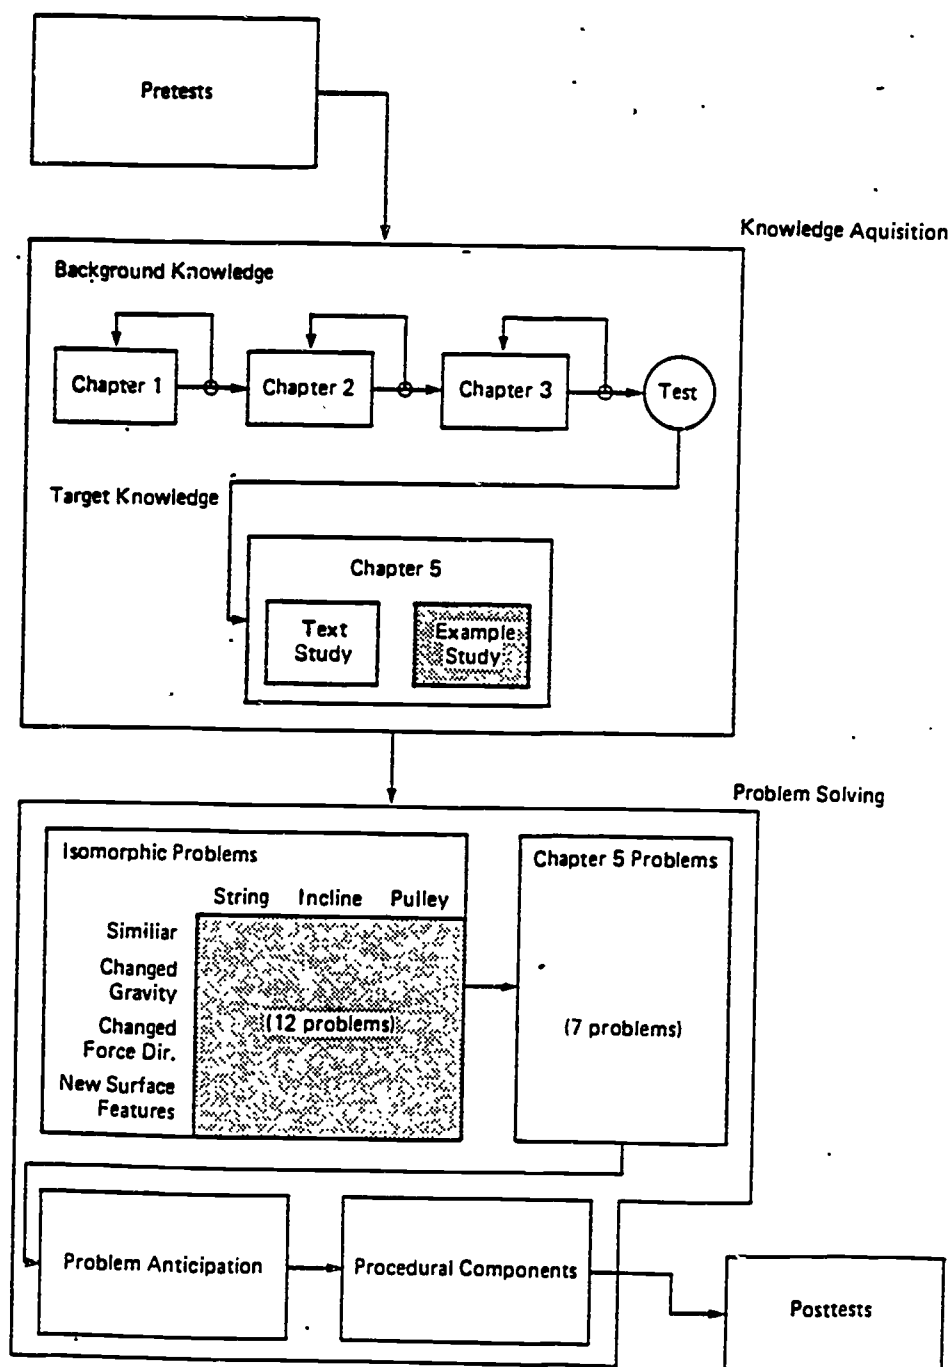 Pretests
Knowledge Aquisition
Background Knowledge
Chapter 1
Chapter 2
Chapter 3
Test
Target Knowledge
Chapter 5
Text
Study
Example
Study
Problem Solving
Isomorphic Problems
String Incline Pulley
Similiar
Changed
Gravity
Changed
Force Dir.
New Surface
Features
(12 problems)
Chapter 5 Problems
(7 problems)
Problem Anticipation
Procedural Components
Posttests